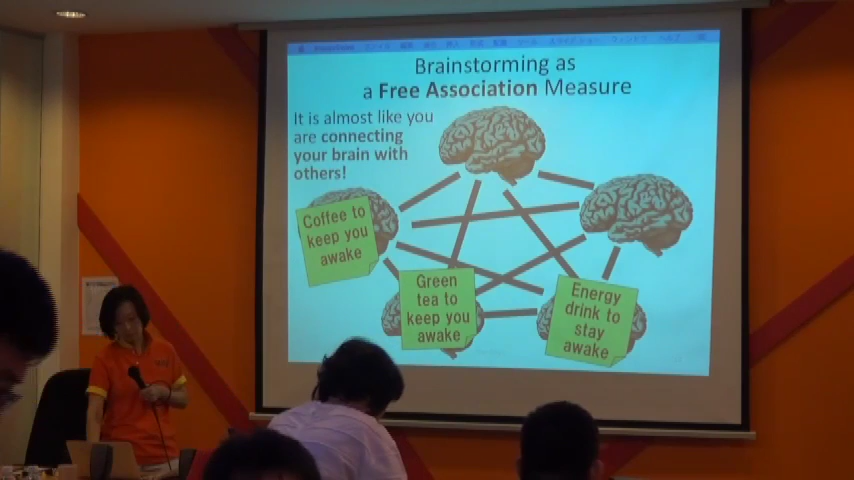 Brainstorming as
a Free Association Measure
It is almost like you
are connecting
your brain with
others!
Coffee to
keep you
awake
Green
tea to
keep you
awake
Energy
drink to
stay
awake